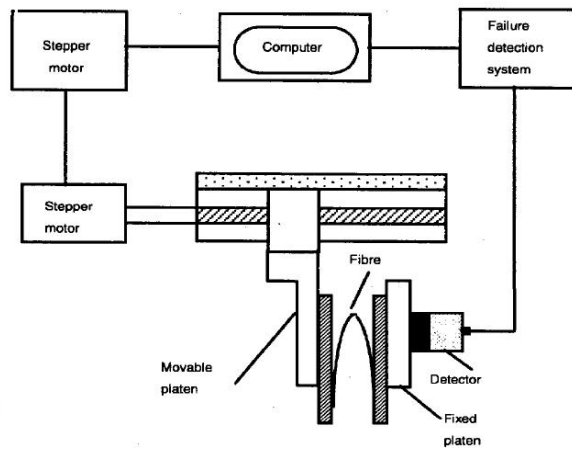 Stepper
motor
Computer
Failure
detection
system
Stepper
motor
Fibre
Movable
platen
Detector
Fixed
platen